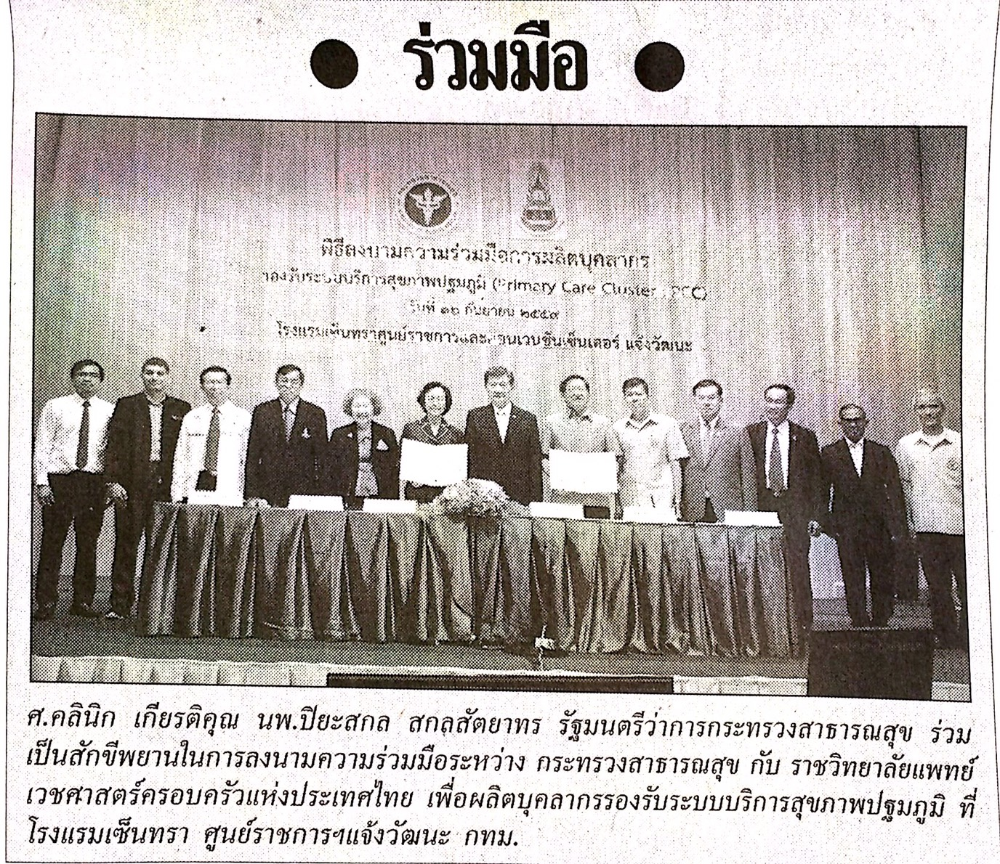 ● ร่วมมือ ●
พิธีลงนามความร่วมมือการผลิตบุคลากร
รองรับระบบบริการสุขภาพปฐมภูมิ (Primary Care Cluster : PCC)
วันที่ ๑๒ กันยายน ๒๕๕๙
โรงแรมเซ็นทราศูนย์ราชการและคอนเวนชันเซ็นเตอร์ แจ้งวัฒนะ
ศ.คลินิก เกียรติคุณ นพ.ปิยะสกล สกลสัตยาทร รัฐมนตรีว่าการกระทรวงสาธารณสุข ร่วม
เป็นสักขีพยานในการลงนามความร่วมมือระหว่าง กระทรวงสาธารณสุข กับ ราชวิทยาลัยแพทย์
เวชศาสตร์ครอบครัวแห่งประเทศไทย เพื่อผลิตบุคลากรรองรับระบบบริการสุขภาพปฐมภูมิ ที่
โรงแรมเซ็นทรา ศูนย์ราชการฯแจ้งวัฒนะ กทม.